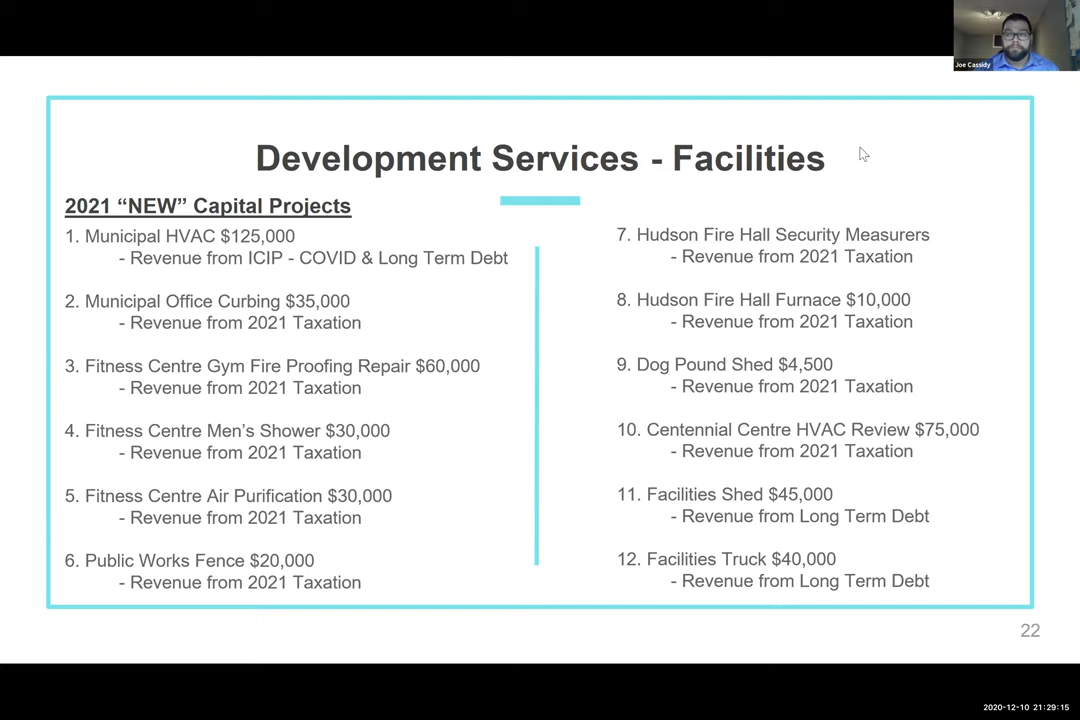 Joe Cassidy
Development Services - Facilities
2021 “NEW” Capital Projects
1. Municipal HVAC $125,000
- Revenue from ICIP - COVID & Long Term Debt
2. Municipal Office Curbing $35,000
- Revenue from 2021 Taxation
3. Fitness Centre Gym Fire Proofing Repair $60,000
- Revenue from 2021 Taxation
4. Fitness Centre Men’s Shower $30,000
- Revenue from 2021 Taxation
5. Fitness Centre Air Purification $30,000
- Revenue from 2021 Taxation
6. Public Works Fence $20,000
- Revenue from 2021 Taxation
7. Hudson Fire Hall Security Measurers
- Revenue from 2021 Taxation
8. Hudson Fire Hall Furnace $10,000
- Revenue from 2021 Taxation
9. Dog Pound Shed $4,500
- Revenue from 2021 Taxation
10. Centennial Centre HVAC Review $75,000
- Revenue from 2021 Taxation
11. Facilities Shed $45,000
- Revenue from Long Term Debt
12. Facilities Truck $40,000
- Revenue from Long Term Debt
22
2020-12-10 21:29:15